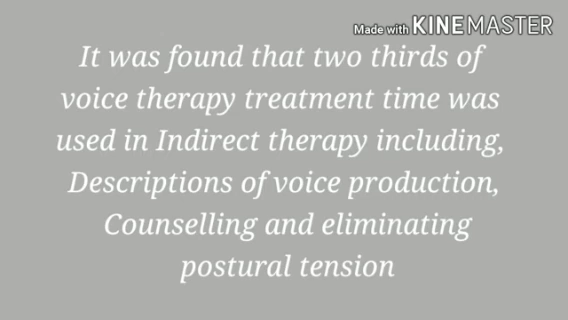 Made with KINEMASTER
It was found that two thirds of
voice therapy treatment time was
used in Indirect therapy including,
Descriptions of voice production,
Counselling and eliminating
postural tension